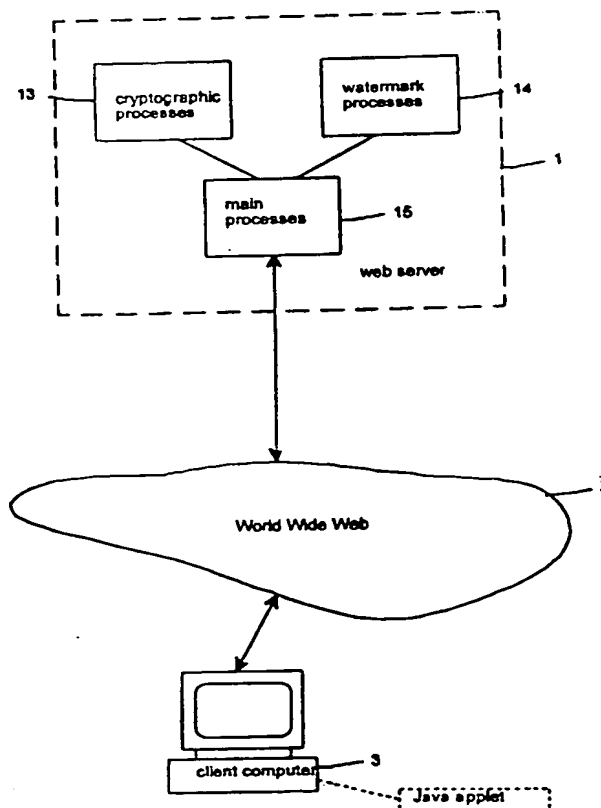 13
cryptographic
processes
watermark
processes
14
1
main
processes
15
web server
World Wide Web
client computer
3
Java applet